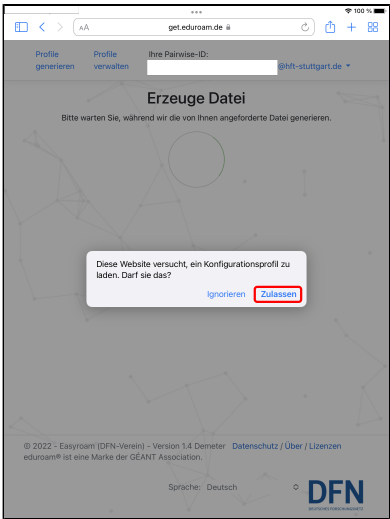 100 %
AA
get.eduroam.de
Profile generieren
Profile verwalten
Ihre Pairwise-ID:
@hft-stuttgart.de
Erzeuge Datei
Bitte warten Sie, während wir die von Ihnen angeforderte Datei generieren.
Diese Website versucht, ein Konfigurationsprofil zu
laden. Darf sie das?
Ignorieren Zulassen
© 2022 - Easyroam (DFN-Verein) - Version 1.4 Demeter Datenschutz / Über / Lizenzen
eduroam® ist eine Marke der GÉANT Association.
Sprache: Deutsch
DFN
DEUTSCHES FORSCHUNGSNETZ